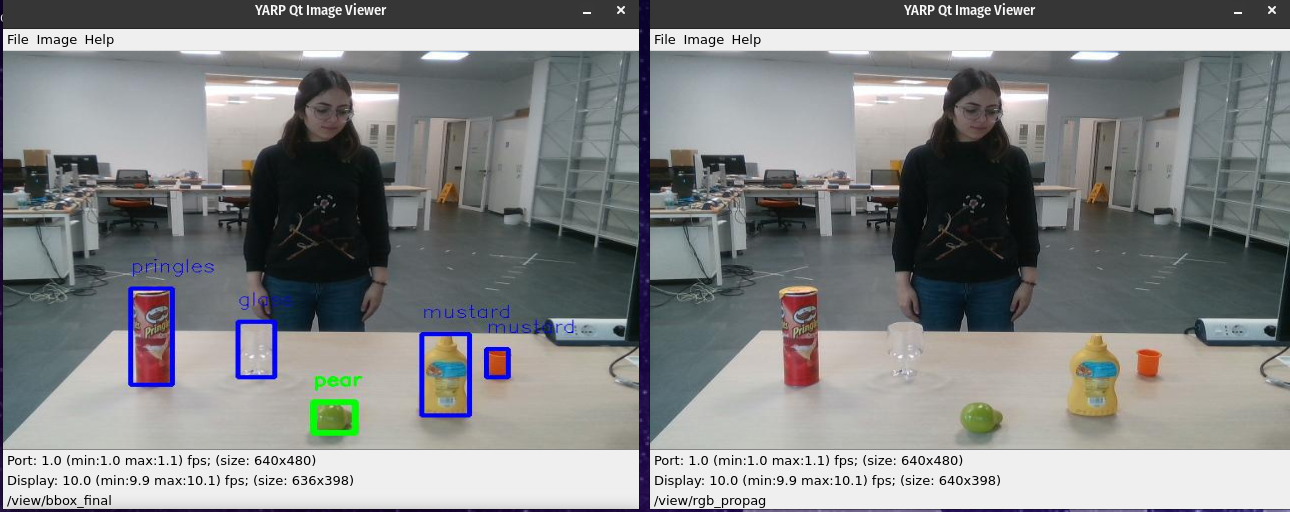 YARP Qt Image Viewer
File Image Help
pringles
glass
mustard
mustard
pear
Pringles
Port: 1.0 (min:1.0 max:1.1) fps; (size: 640x480)
Display: 10.0 (min:9.9 max:10.1) fps; (size: 636x398)
/view/bbox_final
YARP Qt Image Viewer
File Image Help
Pringles
Port: 1.0 (min:1.0 max:1.1) fps; (size: 640x480)
Display: 10.0 (min:9.9 max:10.1) fps; (size: 640x398)
/view/rgb_propag